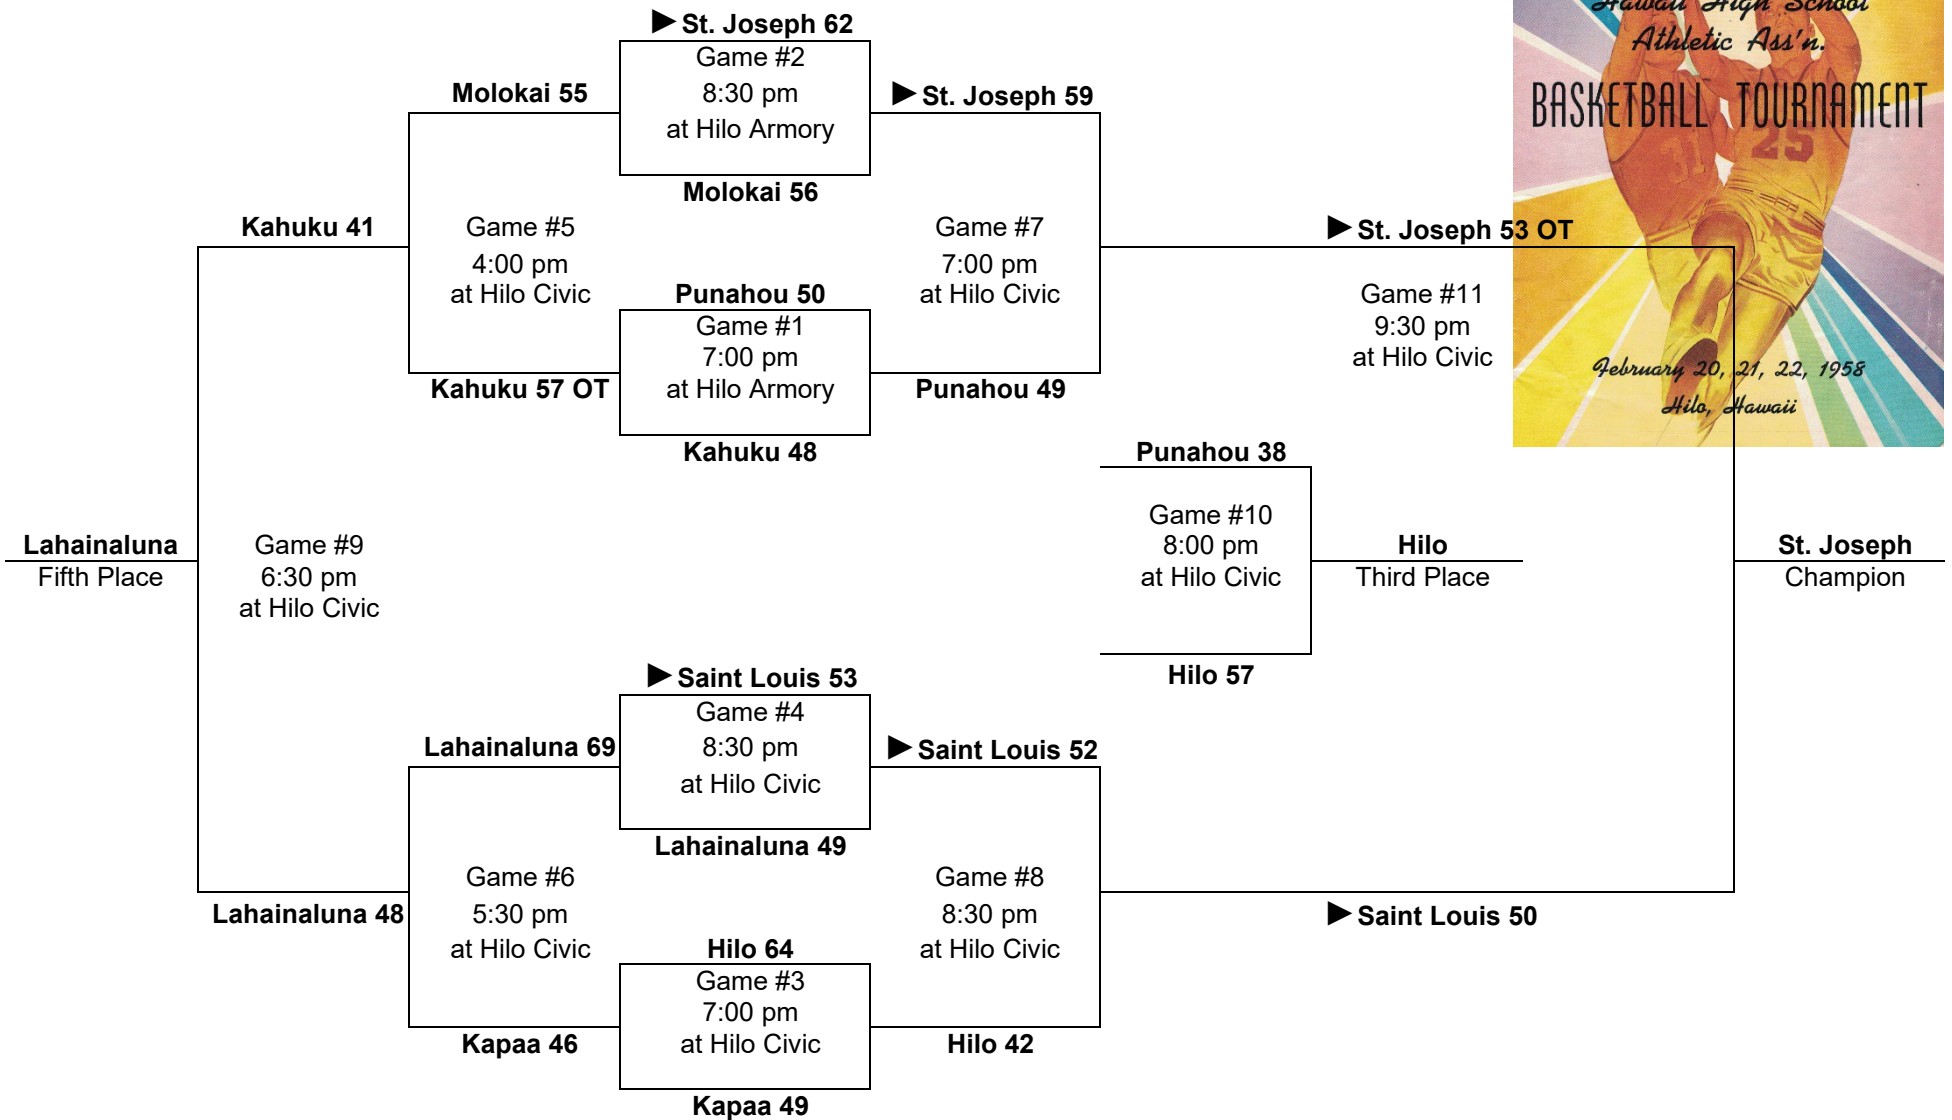 Hawaii High School
Athletic Ass'n.
BASKETBALL TOURNAMENT
31
25
February 20, 21, 22, 1958
Hilo, Hawaii
▶ St. Joseph 62
Game #2
8:30 pm
at Hilo Armory
Molokai 56
Molokai 55
▶ St. Joseph 59
Kahuku 41
Game #5
4:00 pm
at Hilo Civic
Game #7
7:00 pm
at Hilo Civic
▶ St. Joseph 53 OT
Punahou 50
Game #1
7:00 pm
at Hilo Armory
Kahuku 48
Kahuku 57 OT
Punahou 49
Game #11
9:30 pm
at Hilo Civic
Punahou 38
Game #10
8:00 pm
at Hilo Civic
Hilo 57
Lahainaluna
Fifth Place
Game #9
6:30 pm
at Hilo Civic
Hilo
Third Place
St. Joseph
Champion
▶ Saint Louis 53
Game #4
8:30 pm
at Hilo Civic
Lahainaluna 49
Lahainaluna 69
▶ Saint Louis 52
Game #6
5:30 pm
at Hilo Civic
Game #8
8:30 pm
at Hilo Civic
Lahainaluna 48
▶ Saint Louis 50
Hilo 64
Game #3
7:00 pm
at Hilo Civic
Kapaa 49
Kapaa 46
Hilo 42